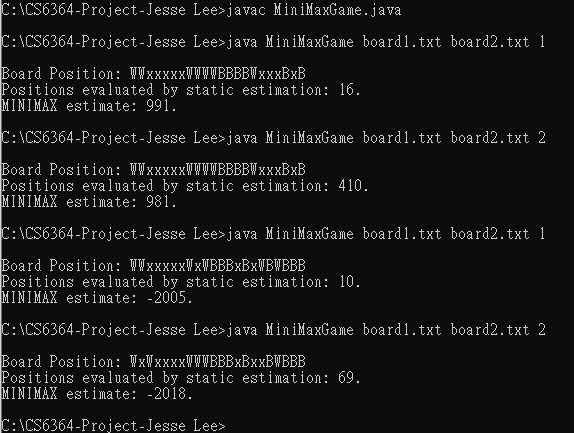 C:\CS6364-Project-Jesse Lee>javac MiniMaxGame.java
C:\CS6364-Project-Jesse Lee>java MiniMaxGame board1.txt board2.txt 1
Board Position: WWxxxxxWWWWBBBBWxxxBxB
Positions evaluated by static estimation: 16.
MINIMAX estimate: 991.
C:\CS6364-Project-Jesse Lee>java MiniMaxGame board1.txt board2.txt 2
Board Position: WWxxxxxWWWWBBBBWxxxBxB
Positions evaluated by static estimation: 410.
MINIMAX estimate: 981.
C:\CS6364-Project-Jesse Lee>java MiniMaxGame board1.txt board2.txt 1
Board Position: WWxxxxxWxWBBBxBxWBWBBB
Positions evaluated by static estimation: 10.
MINIMAX estimate: -2005.
C:\CS6364-Project-Jesse Lee>java MiniMaxGame board1.txt board2.txt 2
Board Position: WxWxxxxWWWBBBxBxxBWBBB
Positions evaluated by static estimation: 69.
MINIMAX estimate: -2018.
C:\CS6364-Project-Jesse Lee>